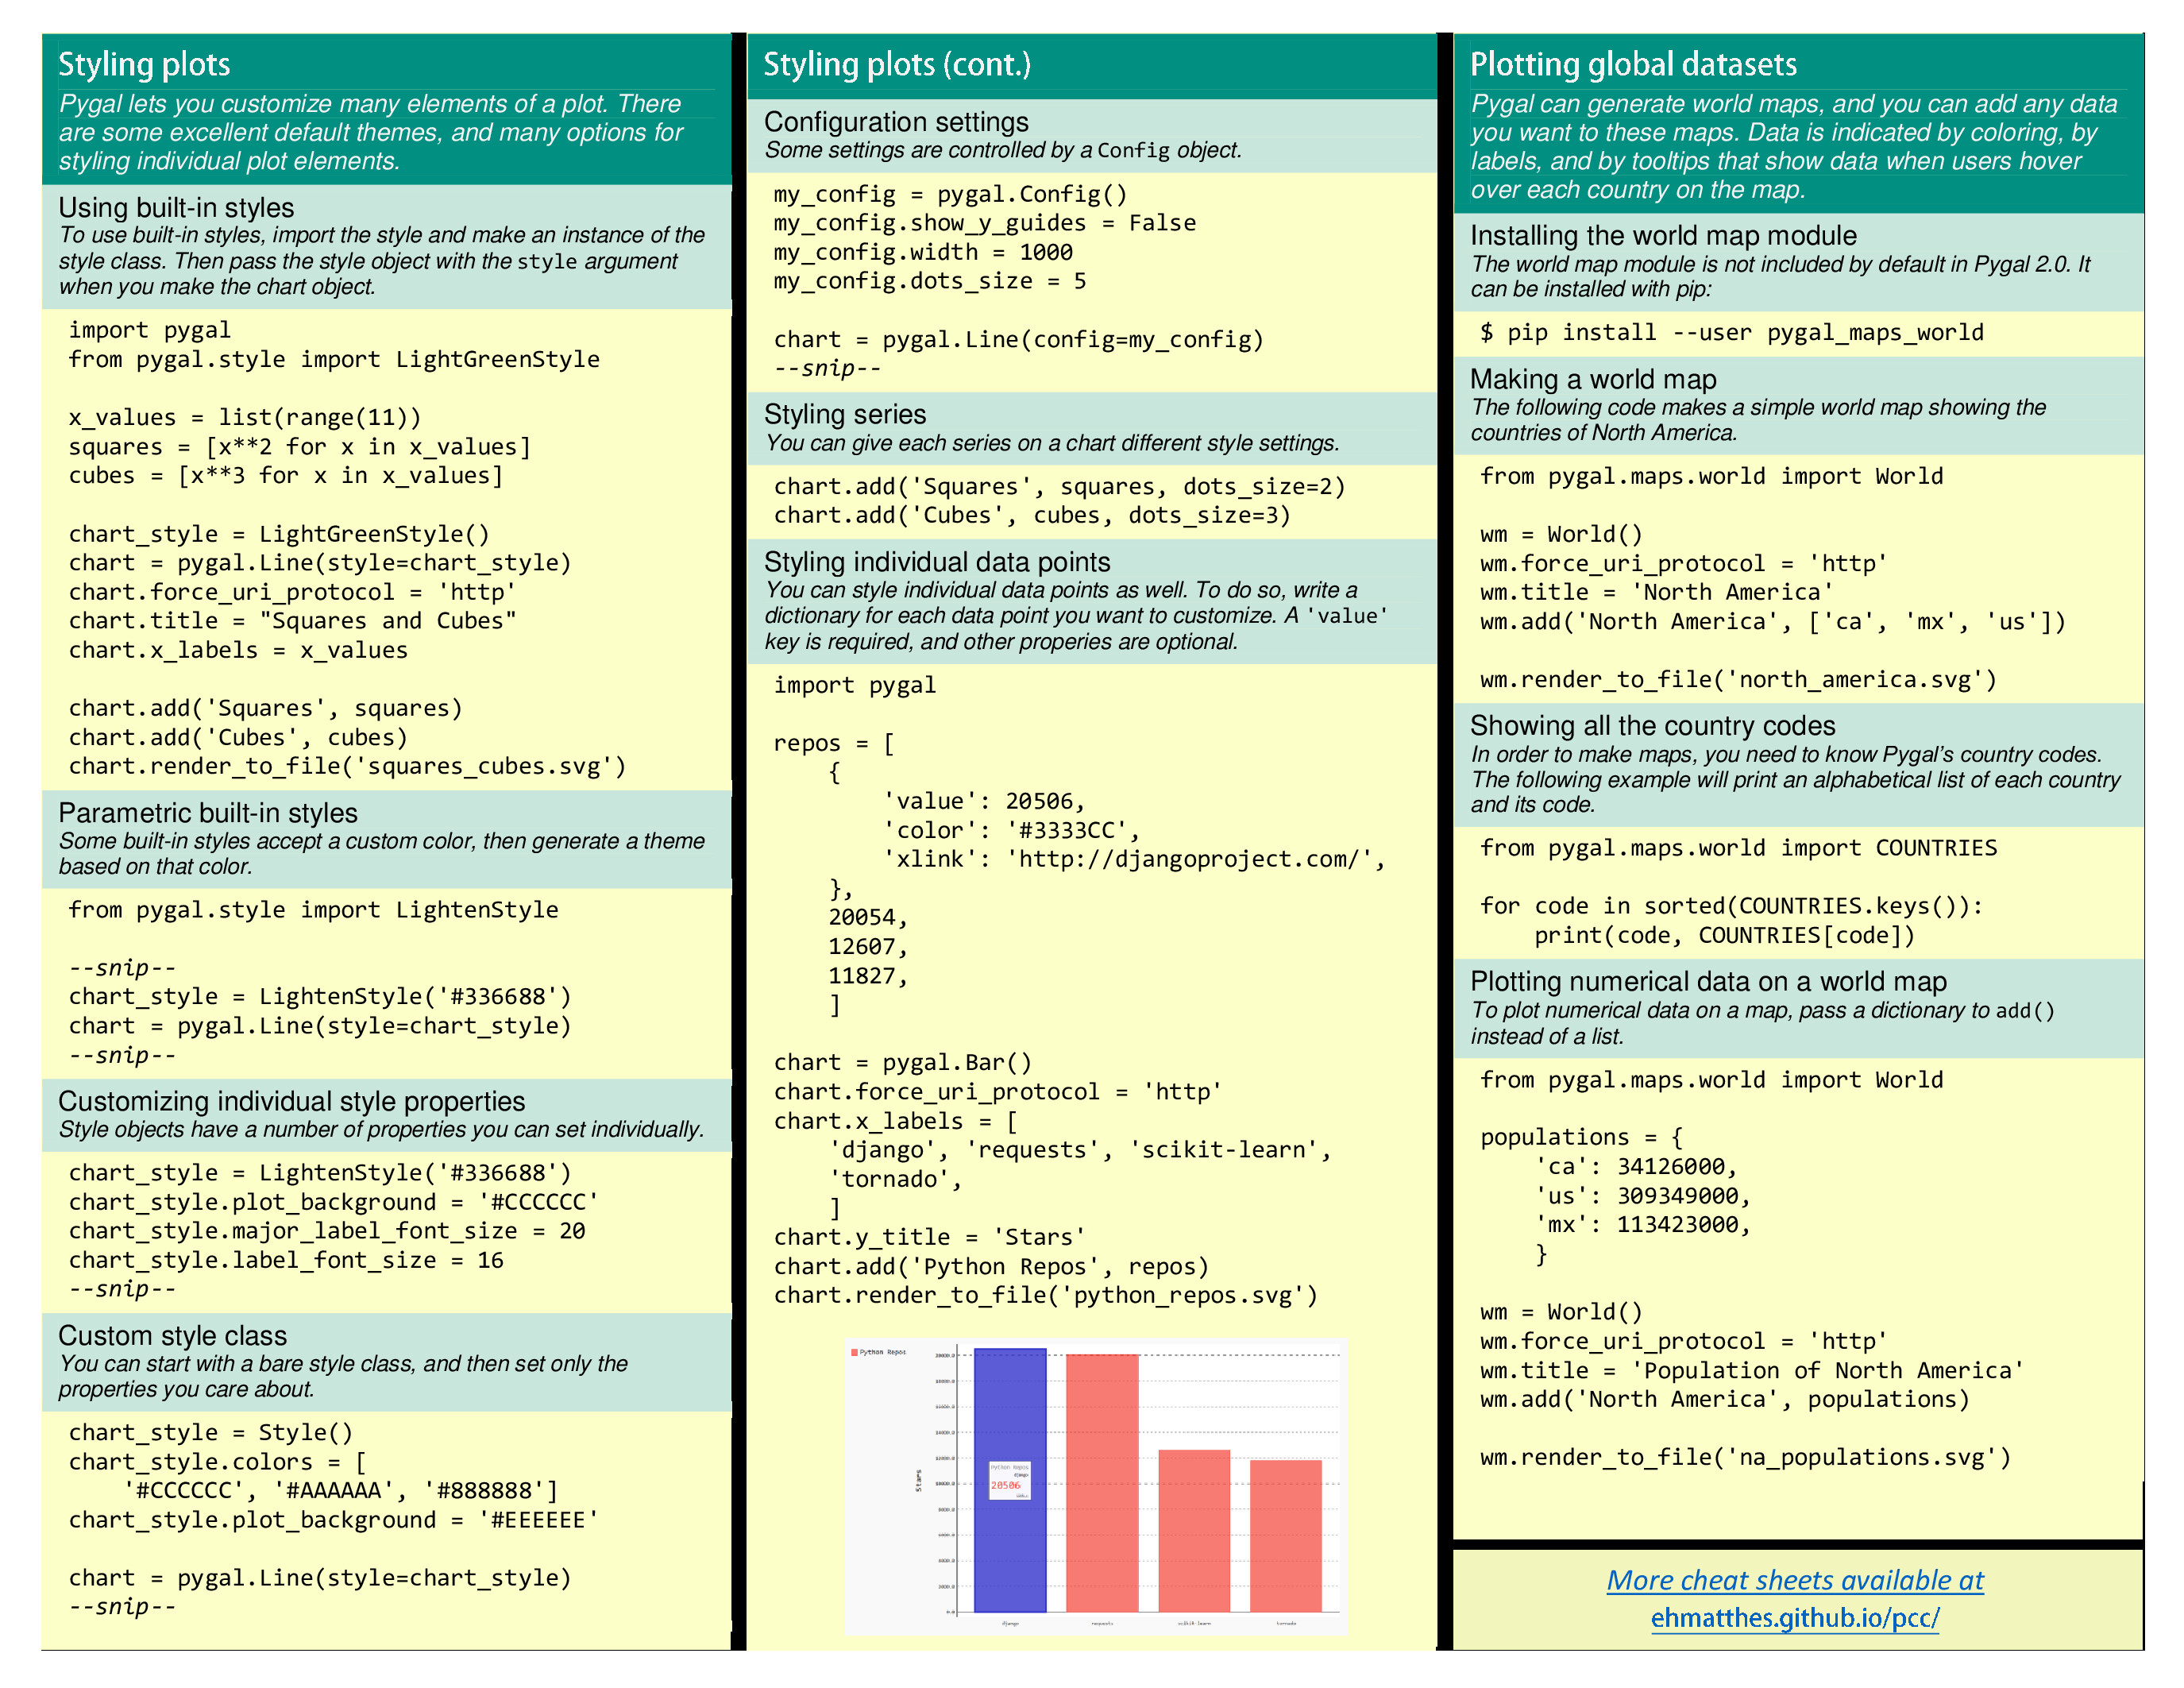 Styling plots
Pygal lets you customize many elements of a plot. There
are some excellent default themes, and many options for
styling individual plot elements.
Using built-in styles
To use built-in styles, import the style and make an instance of the
style class. Then pass the style object with the style argument
when you make the chart object.
import pygal
from pygal.style import LightGreenStyle
x_values = list(range(11))
squares = [x**2 for x in x_values]
cubes = [x**3 for x in x_values]
chart_style = LightGreenStyle()
chart = pygal.Line(style=chart_style)
chart.force_uri_protocol = 'http'
chart.title = "Squares and Cubes"
chart.x_labels = x_values
chart.add('Squares', squares)
chart.add('Cubes', cubes)
chart.render_to_file('squares_cubes.svg')
Parametric built-in styles
Some built-in styles accept a custom color, then generate a theme
based on that color.
from pygal.style import LightenStyle
--snip--
chart_style = LightenStyle('#336688')
chart = pygal.Line(style=chart_style)
--snip--
Customizing individual style properties
Style objects have a number of properties you can set individually.
chart_style = LightenStyle('#336688')
chart_style.plot_background = '#CCCCCC'
chart_style.major_label_font_size = 20
chart_style.label_font_size = 16
--snip--
Custom style class
You can start with a bare style class, and then set only the
properties you care about.
chart_style = Style()
chart_style.colors = [
'#CCCCCC', '#AAAAAA', '#888888']
chart_style.plot_background = '#EEEEEE'
chart = pygal.Line(style=chart_style)
--snip--
Styling plots (cont.)
Configuration settings
Some settings are controlled by a Config object.
my_config = pygal.Config()
my_config.show_y_guides = False
my_config.width = 1000
my_config.dots_size = 5
chart = pygal.Line(config=my_config)
--snip--
Styling series
You can give each series on a chart different style settings.
chart.add('Squares', squares, dots_size=2)
chart.add('Cubes', cubes, dots_size=3)
Styling individual data points
You can style individual data points as well. To do so, write a
dictionary for each data point you want to customize. A 'value'
key is required, and other properies are optional.
import pygal
repos = [
{
'value': 20506,
'color': '#3333CC',
'xlink': 'http://djangoproject.com/',
},
20054,
12607,
11827,
]
chart = pygal.Bar()
chart.force_uri_protocol = 'http'
chart.x_labels = [
'django', 'requests', 'scikit-learn',
'tornado',
]
chart.y_title = 'Stars'
chart.add('Python Repos', repos)
chart.render_to_file('python_repos.svg')
Python Repos
Stars
Python Repos
django
20506
django
requests
scikit-learn
tornado
Plotting global datasets
Pygal can generate world maps, and you can add any data
you want to these maps. Data is indicated by coloring, by
labels, and by tooltips that show data when users hover
over each country on the map.
Installing the world map module
The world map module is not included by default in Pygal 2.0. It
can be installed with pip:
$ pip install --user pygal_maps_world
Making a world map
The following code makes a simple world map showing the
countries of North America.
from pygal.maps.world import World
wm = World()
wm.force_uri_protocol = 'http'
wm.title = 'North America'
wm.add('North America', ['ca', 'mx', 'us'])
wm.render_to_file('north_america.svg')
Showing all the country codes
In order to make maps, you need to know Pygal’s country codes.
The following example will print an alphabetical list of each country
and its code.
from pygal.maps.world import COUNTRIES
for code in sorted(COUNTRIES.keys()):
print(code, COUNTRIES[code])
Plotting numerical data on a world map
To plot numerical data on a map, pass a dictionary to add()
instead of a list.
from pygal.maps.world import World
populations = {
'ca': 34126000,
'us': 309349000,
'mx': 113423000,
}
wm = World()
wm.force_uri_protocol = 'http'
wm.title = 'Population of North America'
wm.add('North America', populations)
wm.render_to_file('na_populations.svg')
More cheat sheets available at
ehmatthes.github.io/pcc/